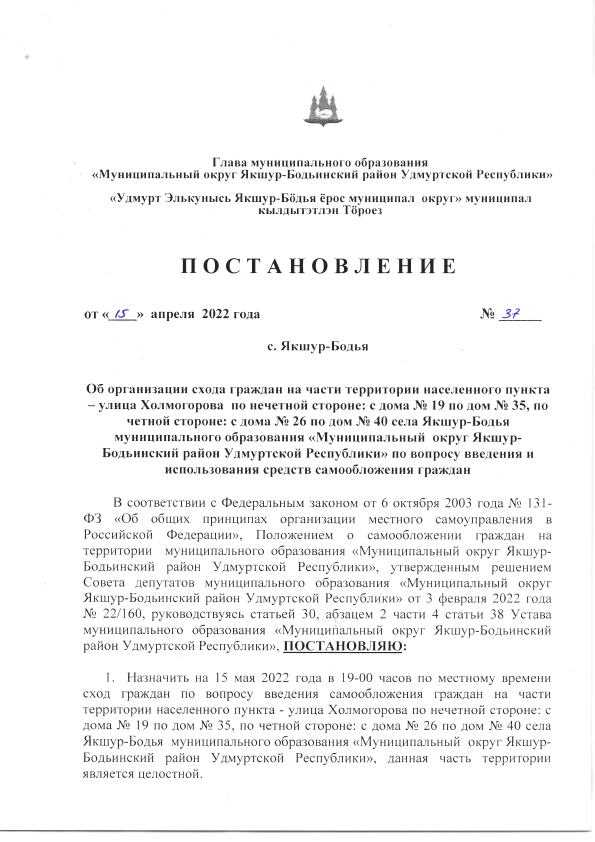 Глава муниципального образования
«Муниципальный округ Якшур-Бодьинский район Удмуртской Республики»
«Удмурт Элькунысь Якшур-Бӧдья ёрос муниципал округ» муниципал
кылдытэтлэн Тӧроез
П О С Т А Н О В Л Е Н И Е
от «15» апреля 2022 года № 37
с. Якшур-Бодья
Об организации схода граждан на части территории населенного пункта
– улица Холмогорова по нечетной стороне: с дома № 19 по дом № 35, по
четной стороне: с дома № 26 по дом № 40 села Якшур-Бодья
муниципального образования «Муниципальный округ Якшур-
Бодьинский район Удмуртской Республики» по вопросу введения и
использования средств самообложения граждан
В соответствии с Федеральным законом от 6 октября 2003 года № 131-
ФЗ «Об общих принципах организации местного самоуправления в
Российской Федерации», Положением о самообложении граждан на
территории муниципального образования «Муниципальный округ Якшур-
Бодьинский район Удмуртской Республики», утвержденным решением
Совета депутатов муниципального образования «Муниципальный округ
Якшур-Бодьинский район Удмуртской Республики» от 3 февраля 2022 года
№ 22/160, руководствуясь статьей 30, абзацем 2 части 4 статьи 38 Устава
муниципального образования «Муниципальный округ Якшур-Бодьинский
район Удмуртской Республики», ПОСТАНОВЛЯЮ:
1. Назначить на 15 мая 2022 года в 19-00 часов по местному времени
сход граждан по вопросу введения самообложения граждан на части
территории населенного пункта - улица Холмогорова по нечетной стороне: с
дома № 19 по дом № 35, по четной стороне: с дома № 26 по дом № 40 села
Якшур-Бодья муниципального образования «Муниципальный округ Якшур-
Бодьинский район Удмуртской Республики», данная часть территории
является целостной.